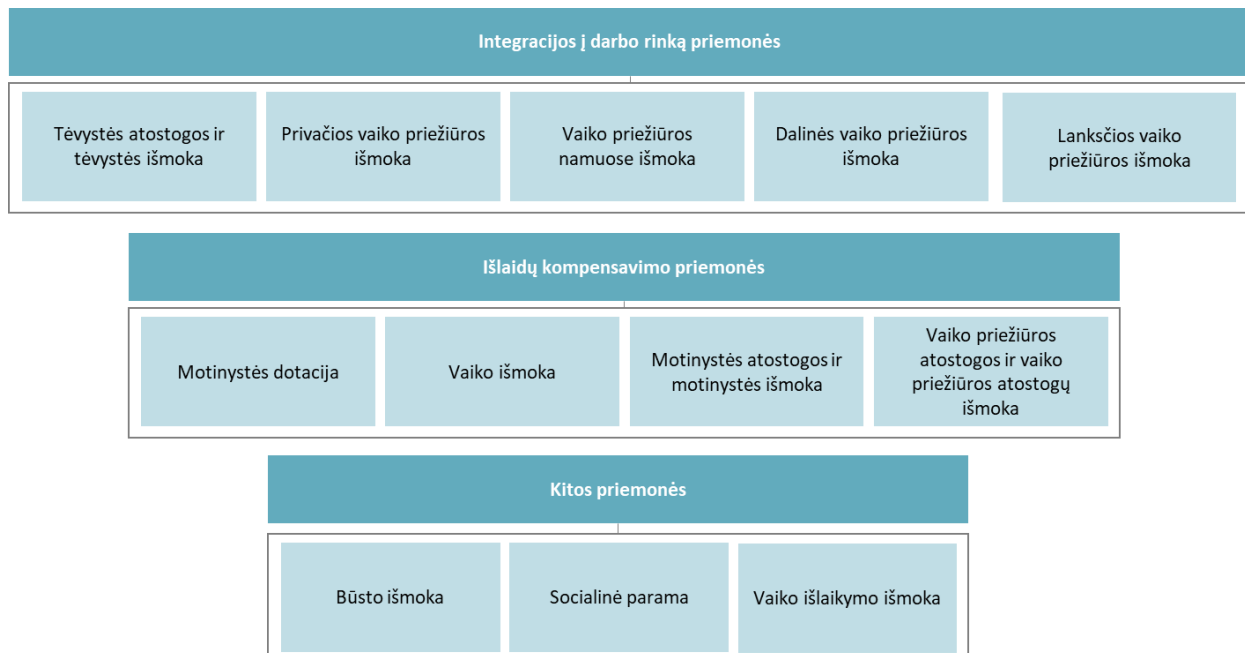 Integracijos į darbo rinką priemonės
Tėvystės atostogos ir
tėvystės išmoka
Privačios vaiko priežiūros
išmoka
Vaiko priežiūros
namuose išmoka
Dalinės vaiko priežiūros
išmoka
Lanksčios vaiko
priežiūros išmoka
Išlaidų kompensavimo priemonės
Motinystės dotacija
Vaiko išmoka
Motinystės atostogos ir
motinystės išmoka
Vaiko priežiūros
atostogos ir vaiko
priežiūros atostogų
išmoka
Kitos priemonės
Būsto išmoka
Socialinė parama
Vaiko išlaikymo išmoka